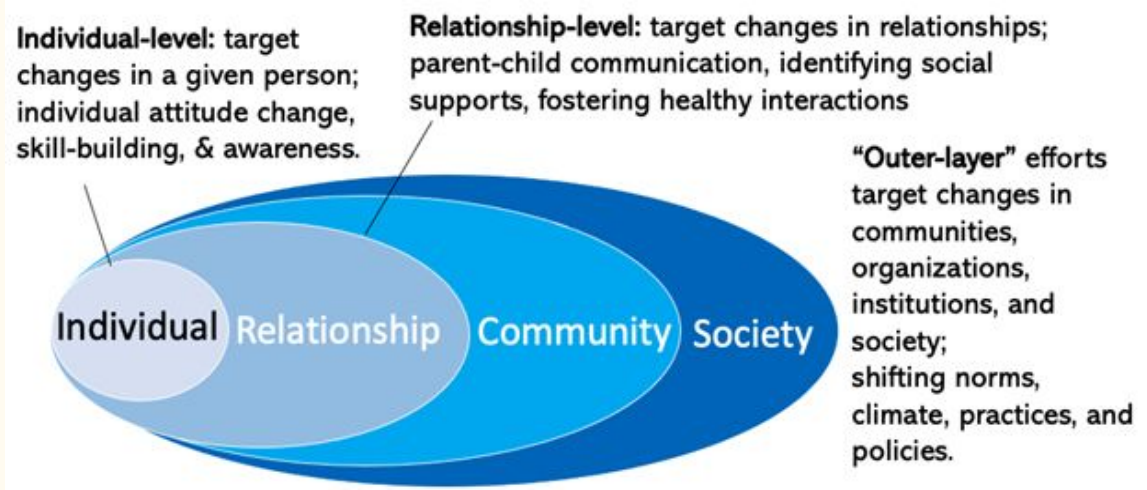 Individual-level: target
changes in a given person;
individual attitude change,
skill-building, & awareness.
Relationship-level: target changes in relationships;
parent-child communication, identifying social
supports, fostering healthy interactions
“Outer-layer” efforts
target changes in
communities,
organizations,
institutions, and
society;
shifting norms,
climate, practices, and
policies.
Individual
Relationship
Community
Society